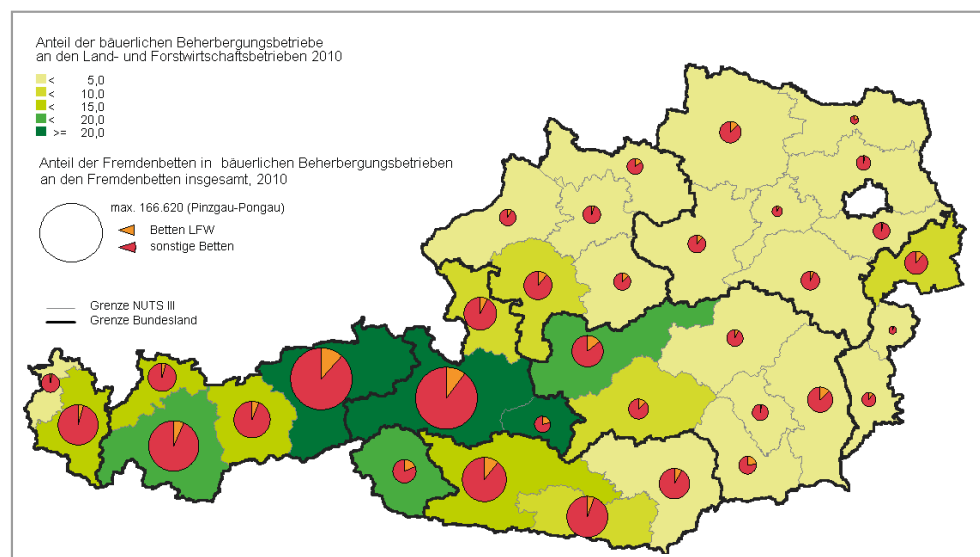 Anteil der bäuerlichen Beherbergungsbetriebe
an den Land- und Forstwirtschaftsbetrieben 2010
< 5,0
< 10,0
< 15,0
< 20,0
>= 20,0
Anteil der Fremdenbetten in bäuerlichen Beherbergungsbetrieben
an den Fremdenbetten insgesamt, 2010
max. 166.620 (Pinzgau-Pongau)
Betten LFW
sonstige Betten
Grenze NUTS III
Grenze Bundesland